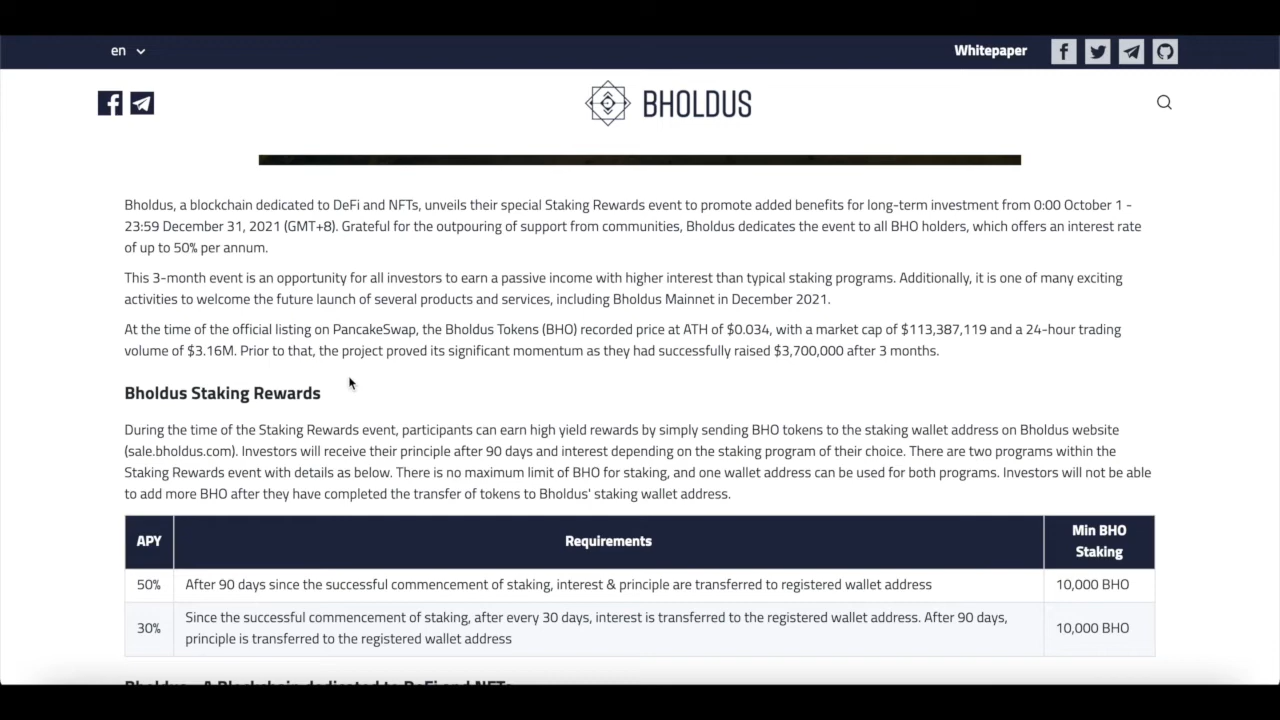 en
Whitepaper
BHOLDUS
Bholdus, a blockchain dedicated to DeFi and NFTs, unveils their special Staking Rewards event to promote added benefits for long-term investment from 0:00 October 1 -
23:59 December 31, 2021 (GMT+8). Grateful for the outpouring of support from communities, Bholdus dedicates the event to all BHO holders, which offers an interest rate
of up to 50% per annum.
This 3-month event is an opportunity for all investors to earn a passive income with higher interest than typical staking programs. Additionally, it is one of many exciting
activities to welcome the future launch of several products and services, including Bholdus Mainnet in December 2021.
At the time of the official listing on PancakeSwap, the Bholdus Tokens (BHO) recorded price at ATH of $0.034, with a market cap of $113,387,119 and a 24-hour trading
volume of $3.16M. Prior to that, the project proved its significant momentum as they had successfully raised $3,700,000 after 3 months.
Bholdus Staking Rewards
During the time of the Staking Rewards event, participants can earn high yield rewards by simply sending BHO tokens to the staking wallet address on Bholdus website
(sale.bholdus.com). Investors will receive their principle after 90 days and interest depending on the staking program of their choice. There are two programs within the
Staking Rewards event with details as below. There is no maximum limit of BHO for staking, and one wallet address can be used for both programs. Investors will not be able
to add more BHO after they have completed the transfer of tokens to Bholdus' staking wallet address.
APY
Requirements
Min BHO
Staking
50%
After 90 days since the successful commencement of staking, interest & principle are transferred to registered wallet address
10,000 BHO
30%
Since the successful commencement of staking, after every 30 days, interest is transferred to the registered wallet address. After 90 days,
principle is transferred to the registered wallet address
10,000 BHO
Bholdus - A Blockchain dedicated to DeFi and NFTs